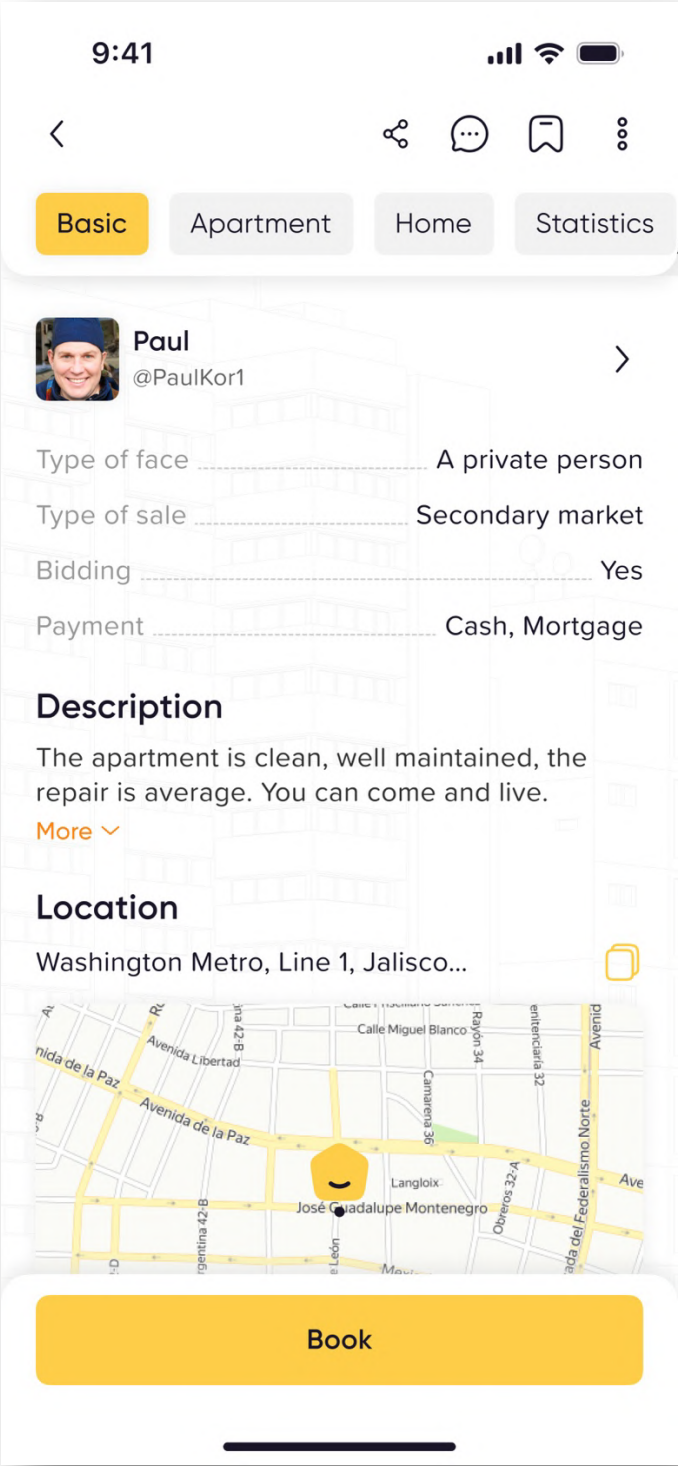 9:41
Basic Apartment Home Statistics
Paul
@PaulKor1
Type of face A private person
Type of sale Secondary market
Bidding Yes
Payment Cash, Mortgage
Description
The apartment is clean, well maintained, the
repair is average. You can come and live.
More
Location
Washington Metro, Line 1, Jalisco...
Calle Miguel Blanco
Rayón 34
Avenida Libertad
Avenida de la Paz
Camarena 36
Langloix
José Guadalupe Montenegro
Obreros 32-A
Book